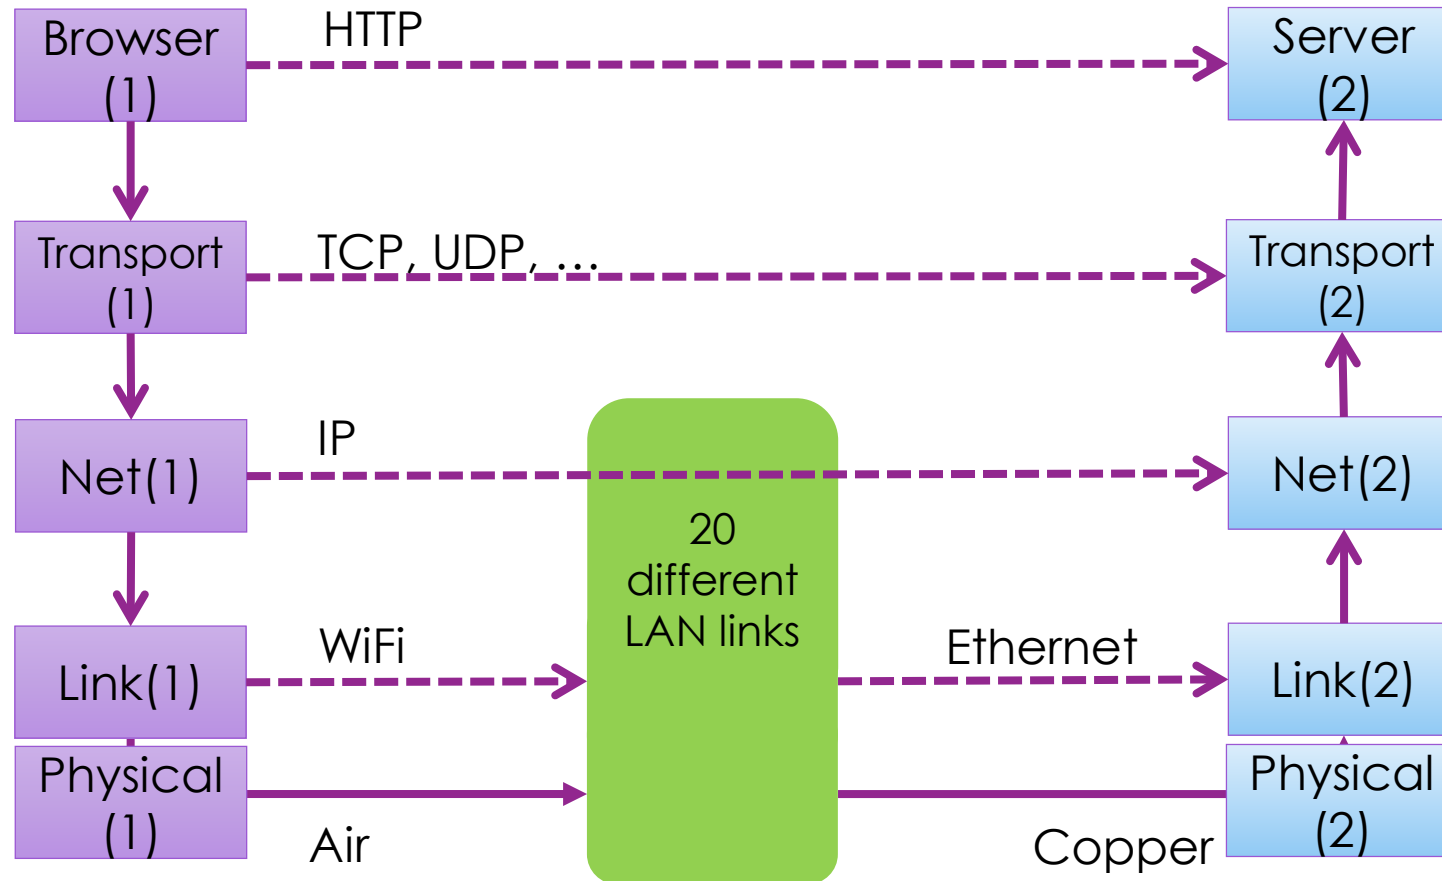 Browser
(1)
HTTP
Server
(2)
Transport
(1)
TCP, UDP, ...
Transport
(2)
Net(1)
IP
Net(2)
20
different
LAN links
Link(1)
WiFi
Ethernet
Link(2)
Physical
(1)
Air
Copper
Physical
(2)